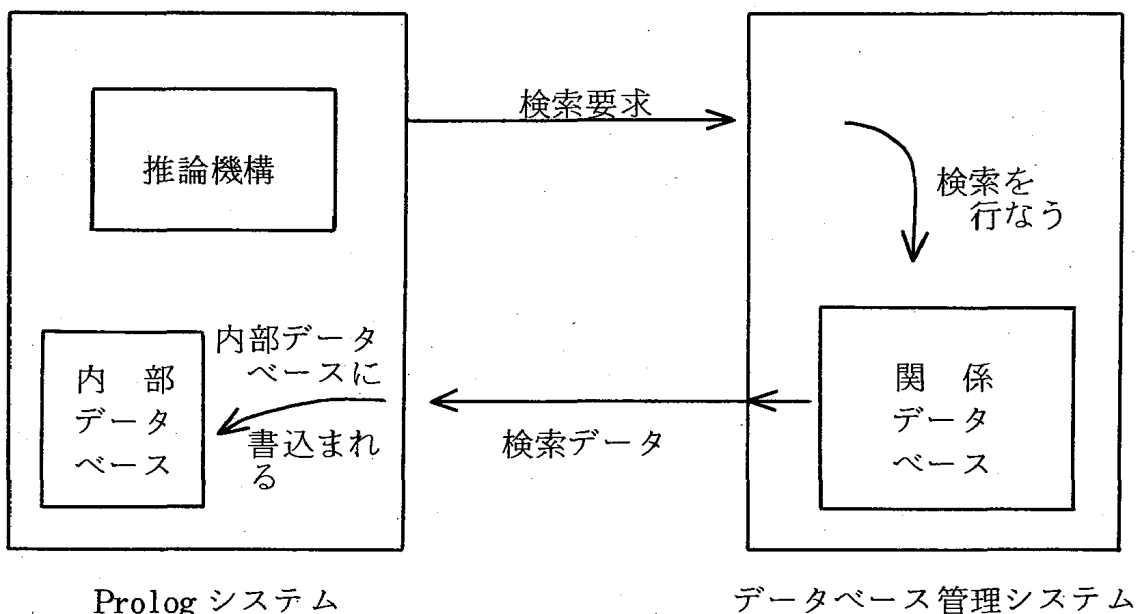 検索要求
推論機構
検索を
行なう
内部データ
ベースに
書込まれ
る
内 部
データ
ベース
検索データ
関 係
データ
ベース
Prolog システム
データベース管理システム